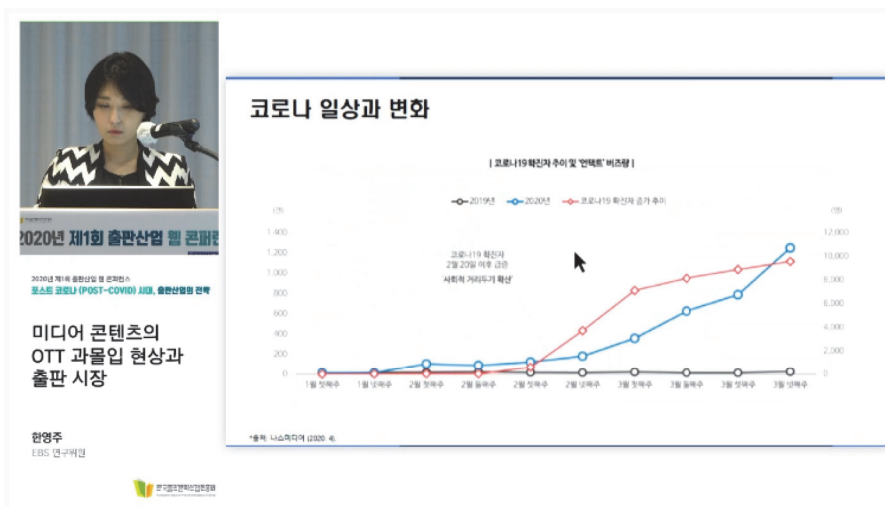 2020년 제1회 출판산업 웹 콘퍼런
2020년 제1회 출판산업 웹 콘퍼런스
포스트 코로나 (POST-COVID) 시대, 출판산업의 전략
미디어 콘텐츠의
OTT 과몰입 현상과
출판 시장
한영주
EBS 연구위원
한국출판문화산업진흥원
코로나 일상과 변화
| 코로나19 확진자 추이 및 '언택트' 버즈량 |
2019년 2020년 코로나19 확진자 증가 추이
1,400 12,000
1,200 10,000
1,000 8,000
800
600 6,000
400 4,000
200 2,000
0 0
코로나19 확진자
2월 20일 이후 급증
'사회적 거리두기 확산'
1월 첫째주 1월 넷째주 2월 첫째주 2월 둘째주 2월 셋째주 2월 넷째주 3월 첫째주 3월 둘째주 3월 셋째주 3월 넷째주
*출처: 나스미디어 (2020. 4).